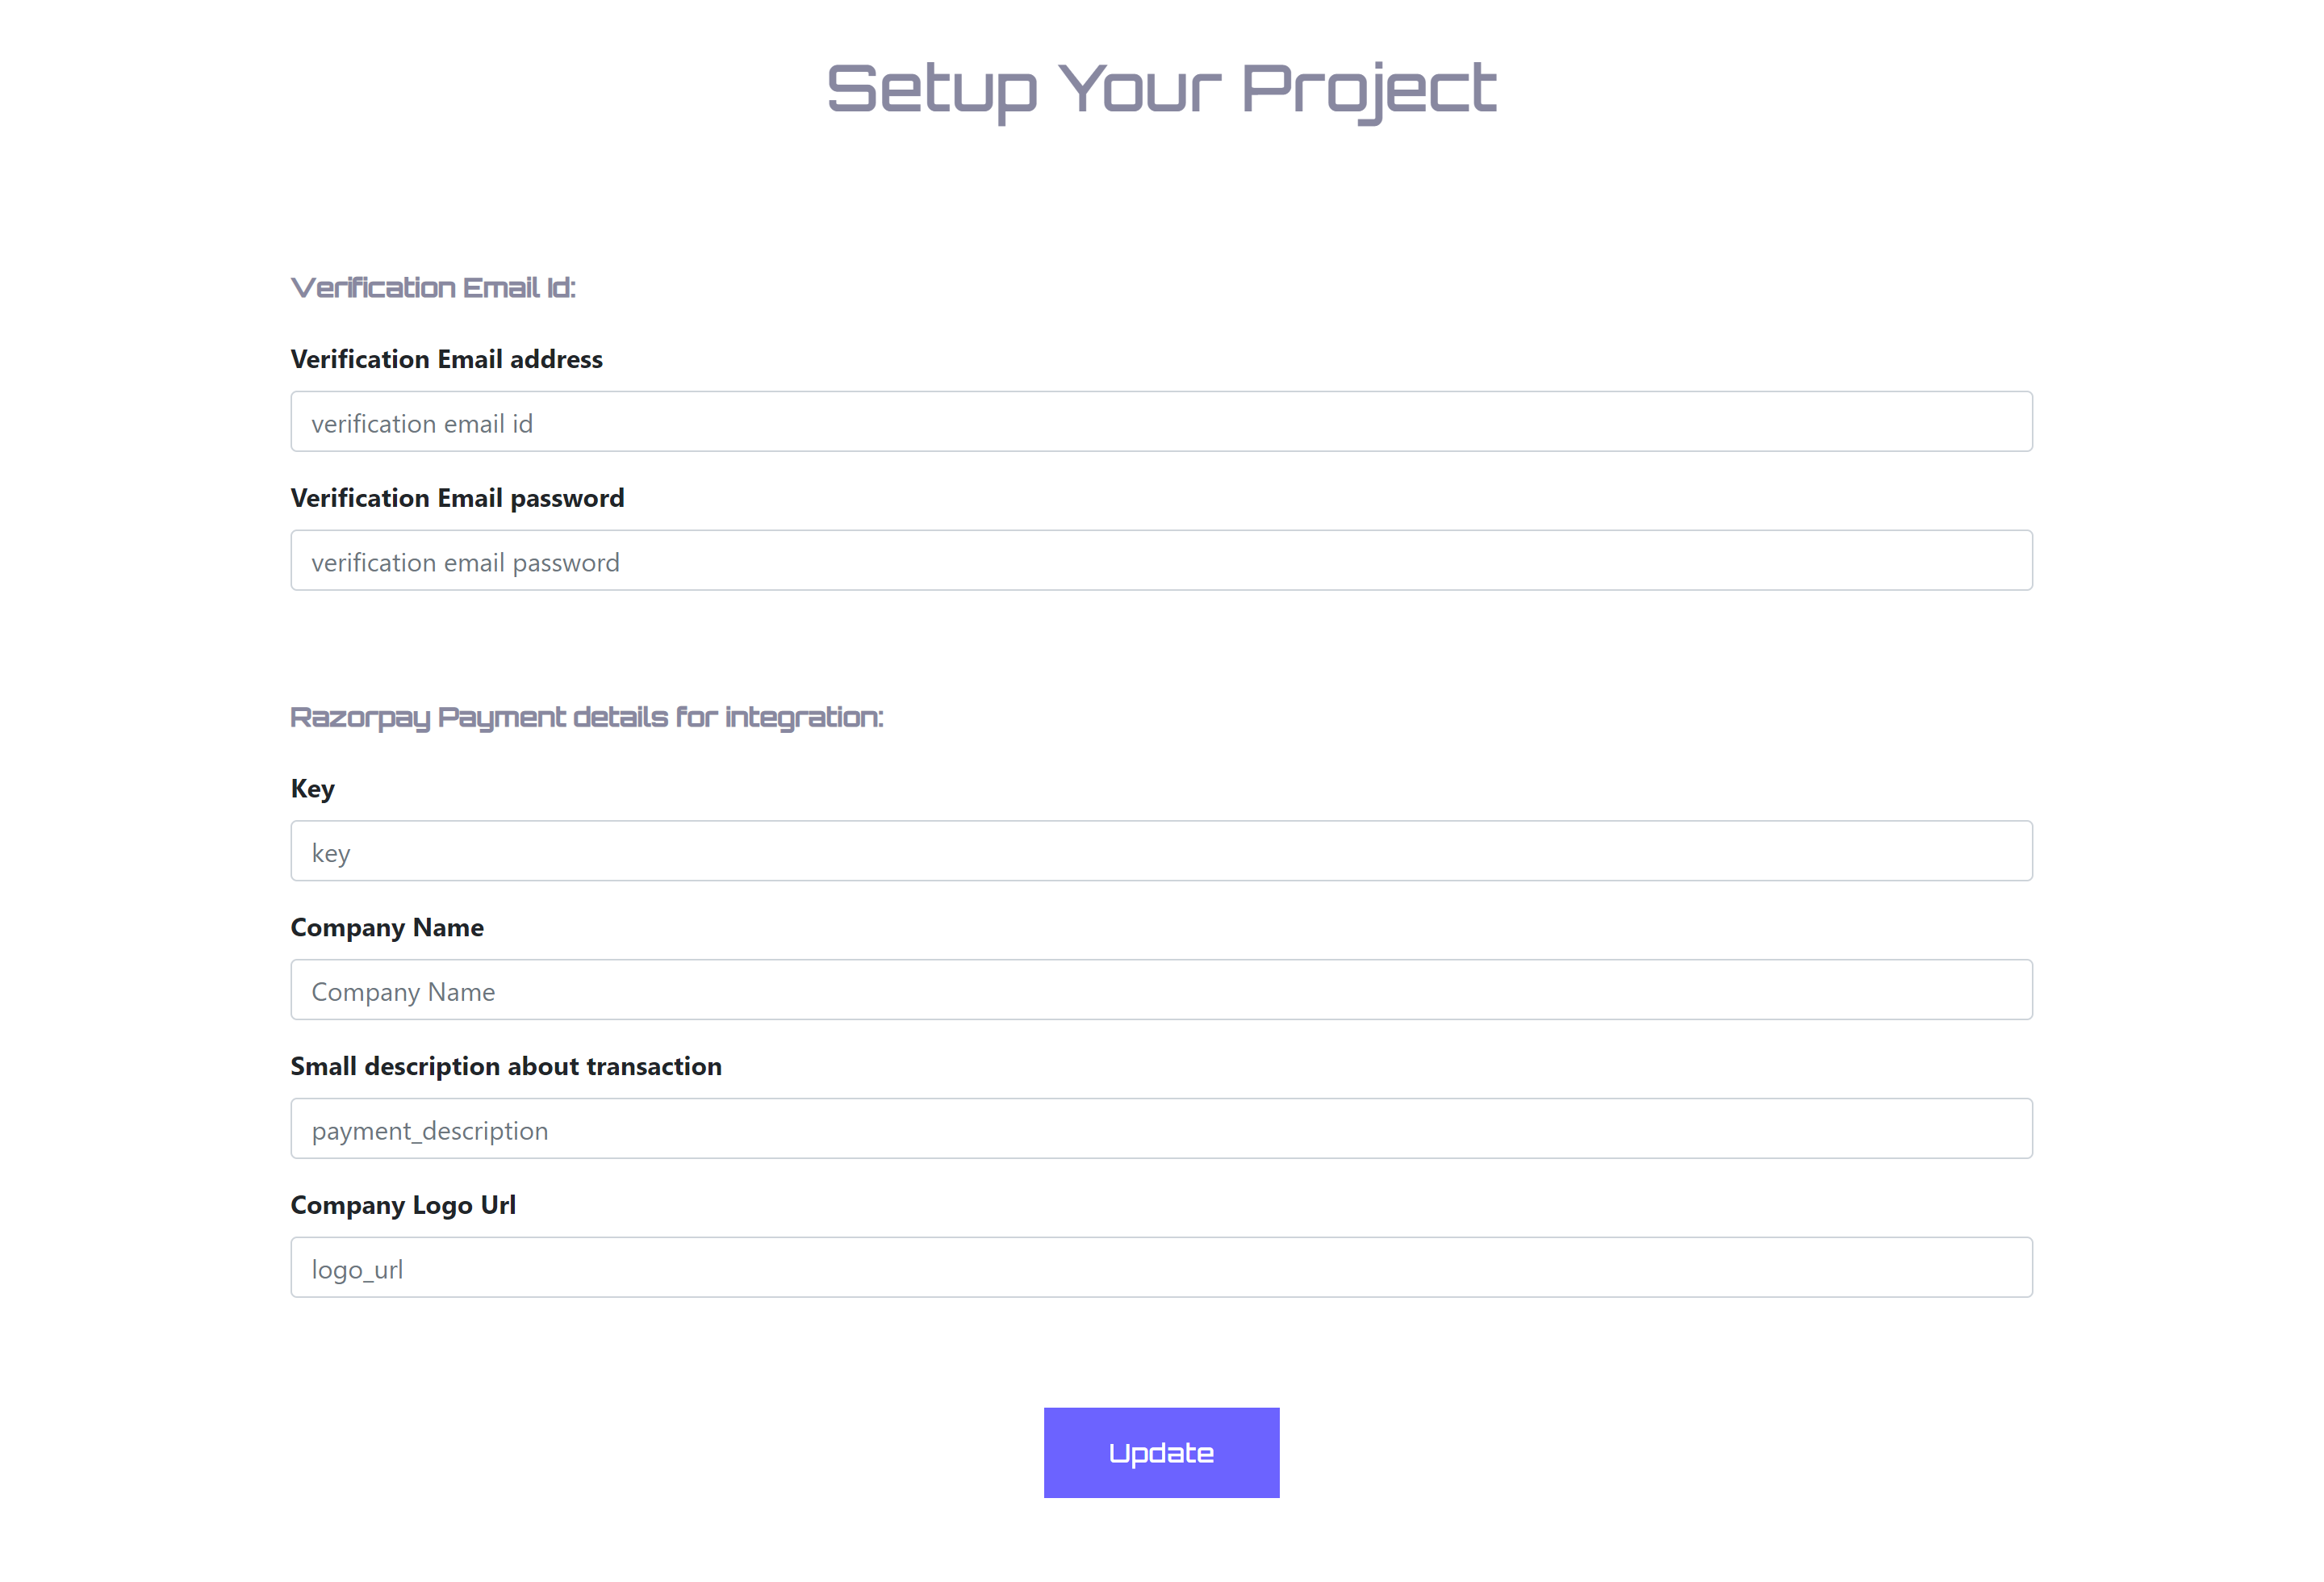 Setup Your Project
Verification Email Id:
Verification Email address
verification email id
Verification Email password
verification email password
Razorpay Payment details for integration:
Key
key
Company Name
Company Name
Small description about transaction
payment_description
Company Logo Url
logo_url
Update